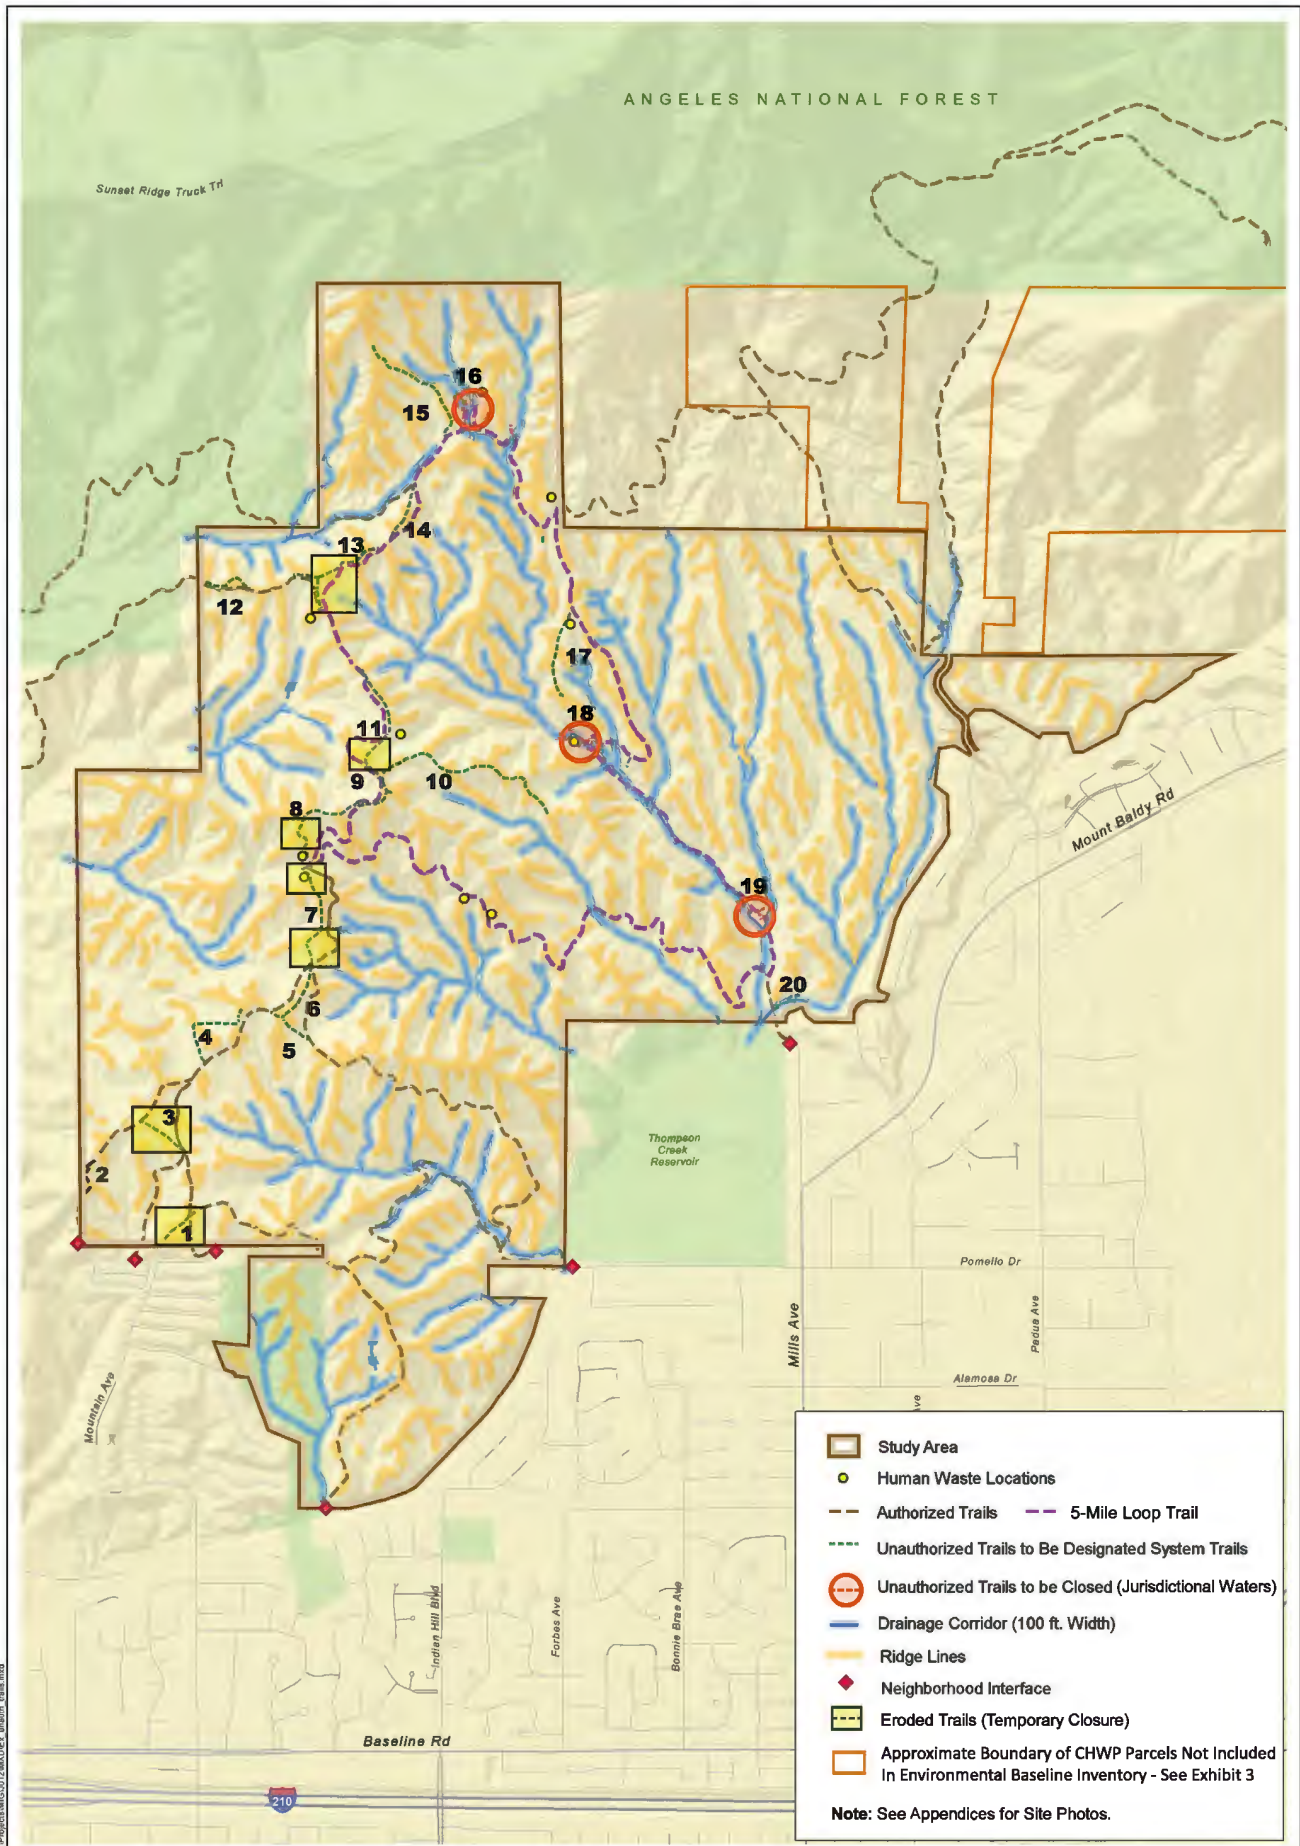 ANGELES NATIONAL FOREST
Sunset Ridge Truck Trl
16
15
14
13
12
17
18
11
9
10
8
19
7
20
6
4
5
3
2
1
Mount Baldy Rd
Thompson
Creek
Reservoir
Pomello Dr
Mills Ave
Padua Ave
Alamosa Dr
Ave
Mountain Ave
Indian Hill Blvd
Forbes Ave
Bonnie Brae Ave
Baseline Rd
210
Study Area
Human Waste Locations
Authorized Trails
5-Mile Loop Trail
Unauthorized Trails to Be Designated System Trails
Unauthorized Trails to be Closed (Jurisdictional Waters)
Drainage Corridor (100 ft. Width)
Ridge Lines
Neighborhood Interface
Eroded Trails (Temporary Closure)
Approximate Boundary of CHWP Parcels Not Included
In Environmental Baseline Inventory - See Exhibit 3
Note: See Appendices for Site Photos.